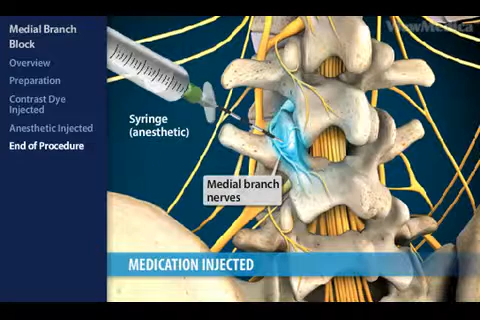 Medial Branch
Block
Overview
Preparation
Contrast Dye
Injected
Anesthetic Injected
End of Procedure
ViewMedica
Syringe
(anesthetic)
Medial branch
nerves
MEDICATION INJECTED